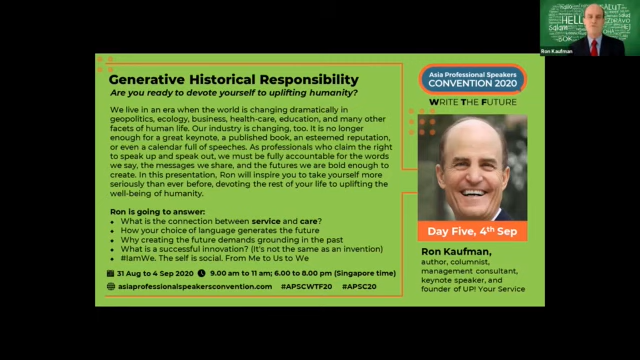 Generative Historical Responsibility
Are you ready to devote yourself to uplifting humanity?
We live in an era when the world is changing dramatically in
geopolitics, ecology, business, health-care, education, and many other
facets of human life. Our industry is changing, too. It is no longer
enough for a great keynote, a published book, an esteemed reputation,
or even a calendar full of speeches. As professionals who claim the right
to speak up and speak out, we must be fully accountable for the words
we say, the messages we share, and the futures we are bold enough to
create. In this presentation, Ron will inspire you to take yourself more
seriously than ever before, devoting the rest of your life to uplifting the
well-being of humanity.
Ron is going to answer:
• What is the connection between service and care?
• How your choice of language generates the future
• Why creating the future demands grounding in the past
• What is a successful innovation? (It's not the same as an invention)
• #IamWe. The self is social. From Me to Us to We
31 Aug to 4 Sep 2020 9.00 am to 11 am; 6.00 to 8.00 pm (Singapore time)
asiaprofessionalspeakersconvention.com #APSCWTF20 #APSC20
Asia Professional Speakers
CONVENTION 2020
WRITE THE FUTURE
Day Five, 4th Sep
Ron Kaufman,
author, columnist,
management consultant,
keynote speaker, and
founder of UP! Your Service
HELLO
Ron Kaufman